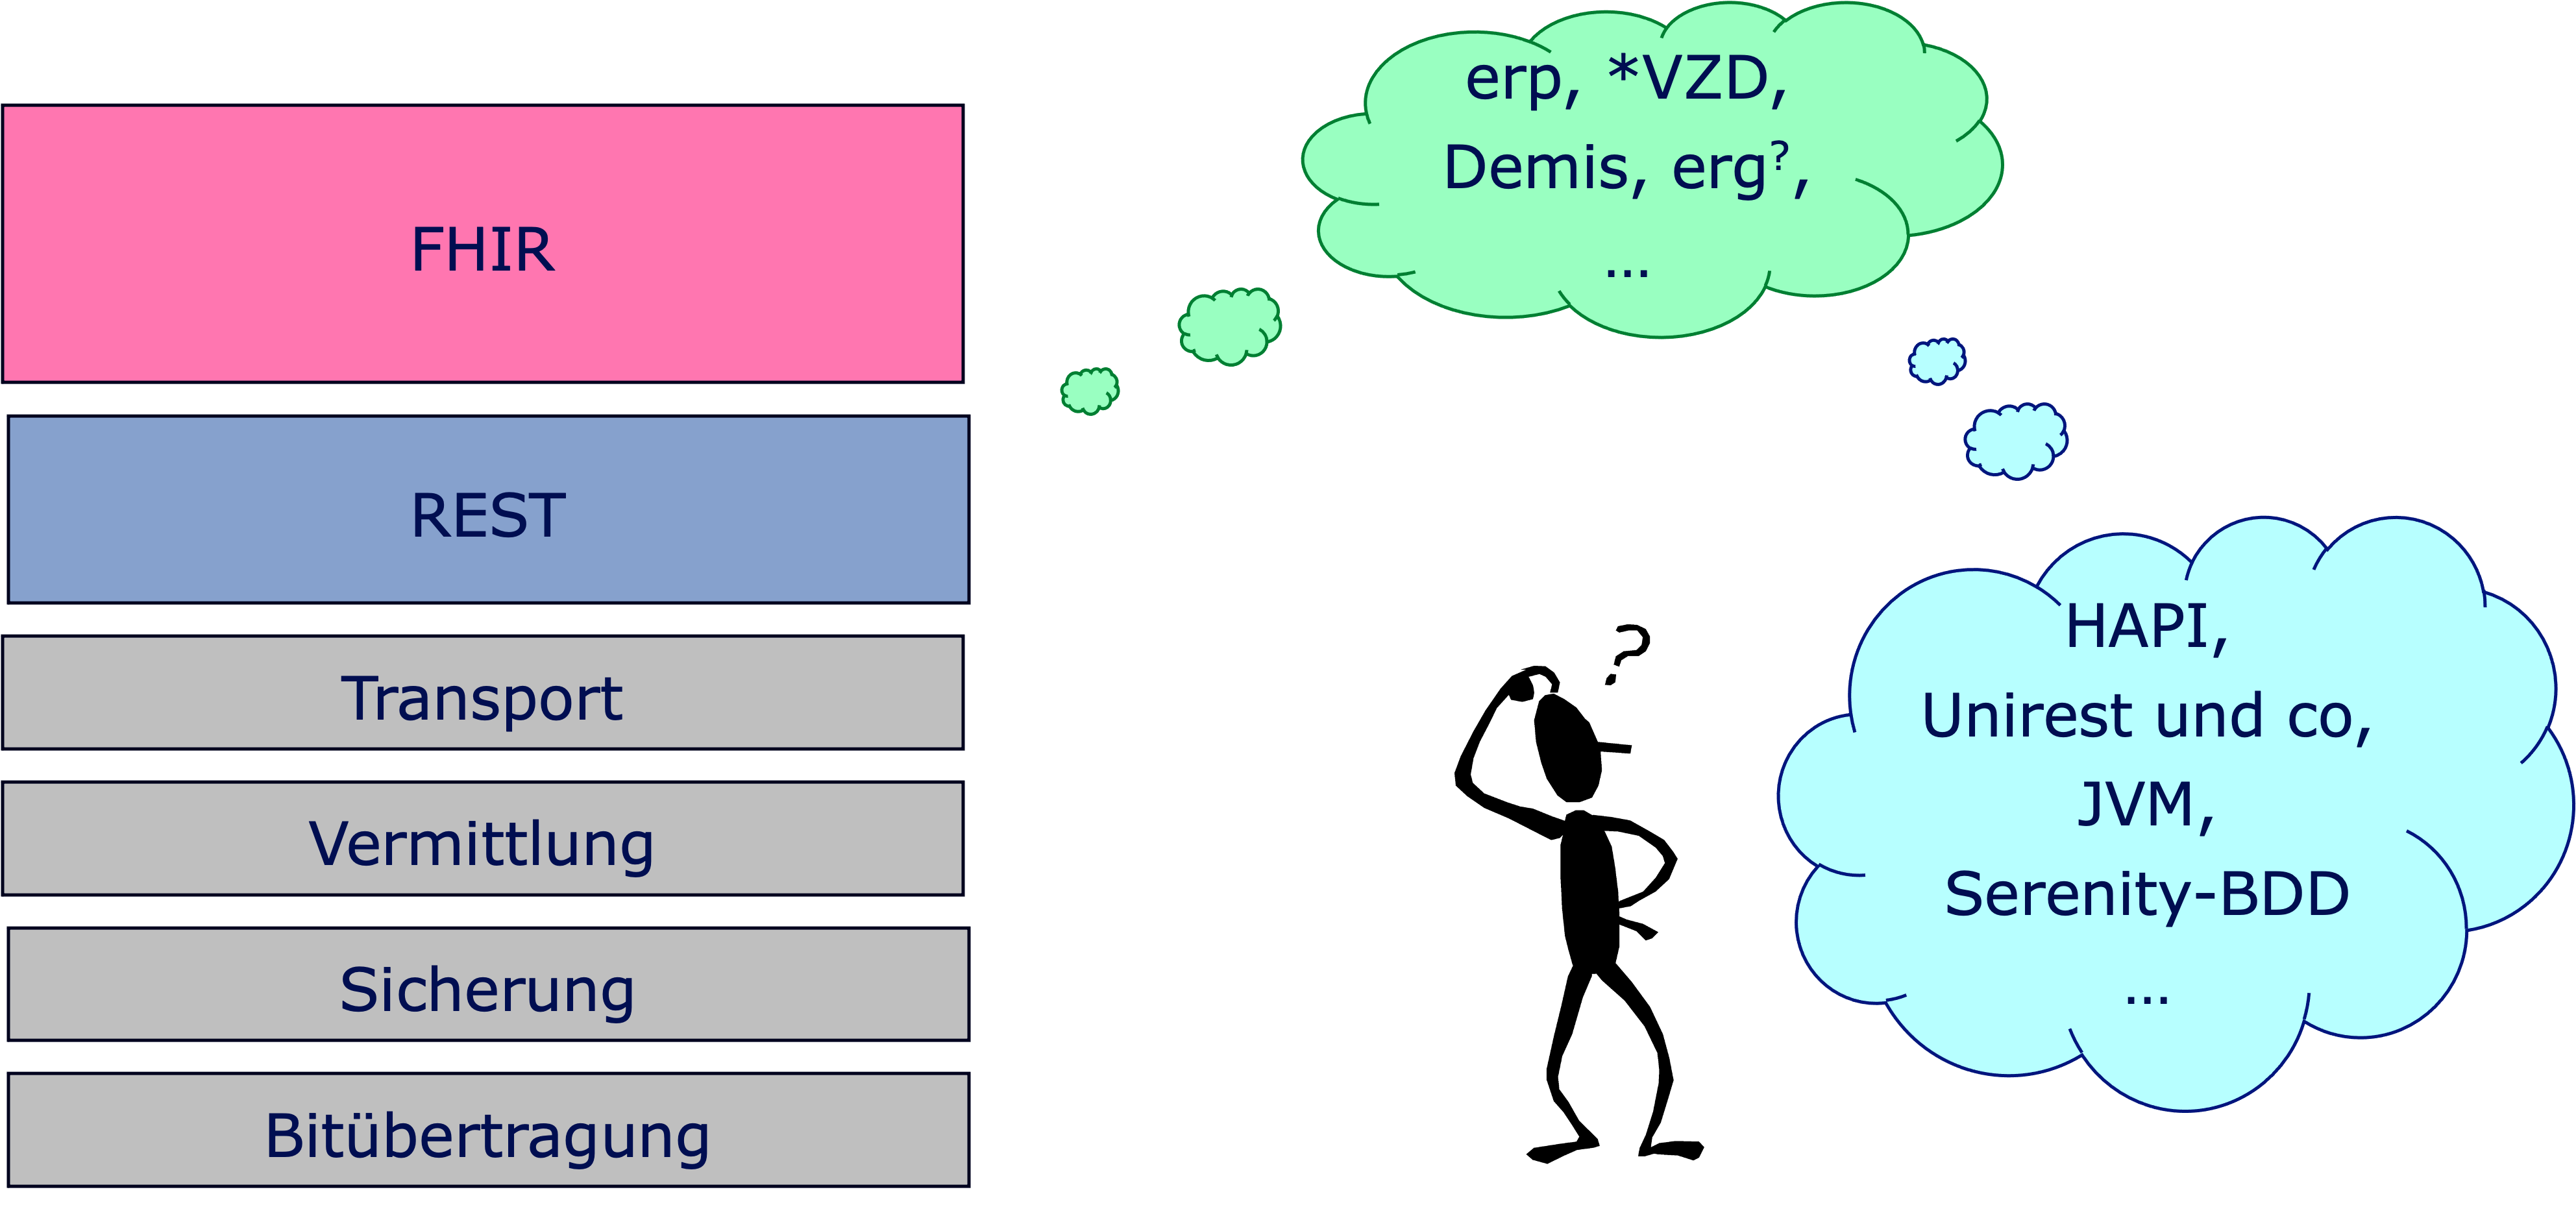 FHIR
REST
Transport
Vermittlung
Sicherung
Bitübertragung
erp, *VZD,
Demis, erg?,
...
?
HAPI,
Unirest und co,
JVM,
Serenity-BDD
...